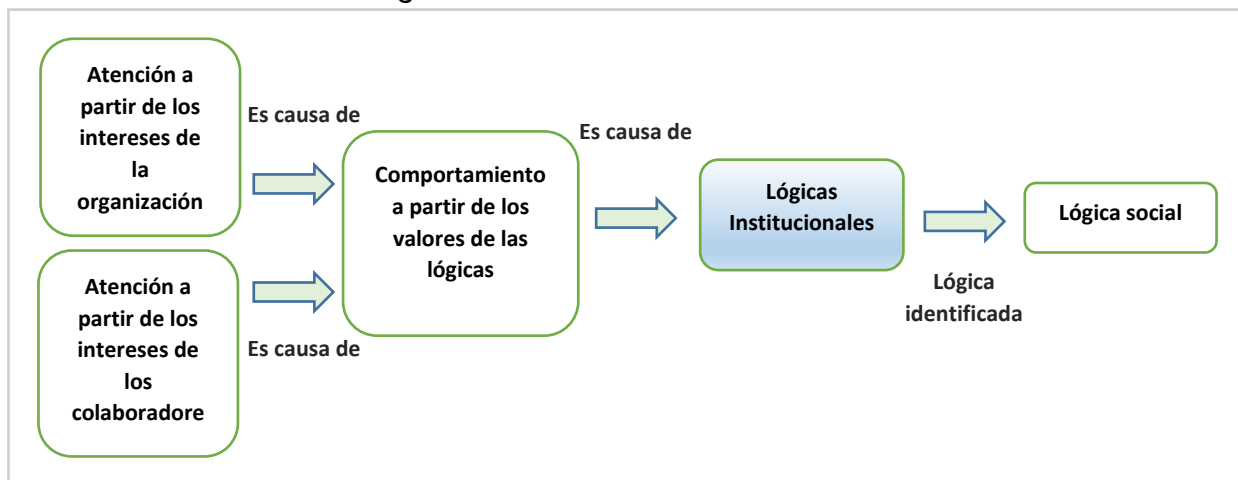 Atención a
partir de los
intereses de
la
organización
Es causa de
Atención a
partir de los
intereses de
los
colaboradore
Es causa de
Comportamiento
a partir de los
valores de las
lógicas
Es causa de
Lógicas
Institucionales
Lógica
identificada
Lógica social